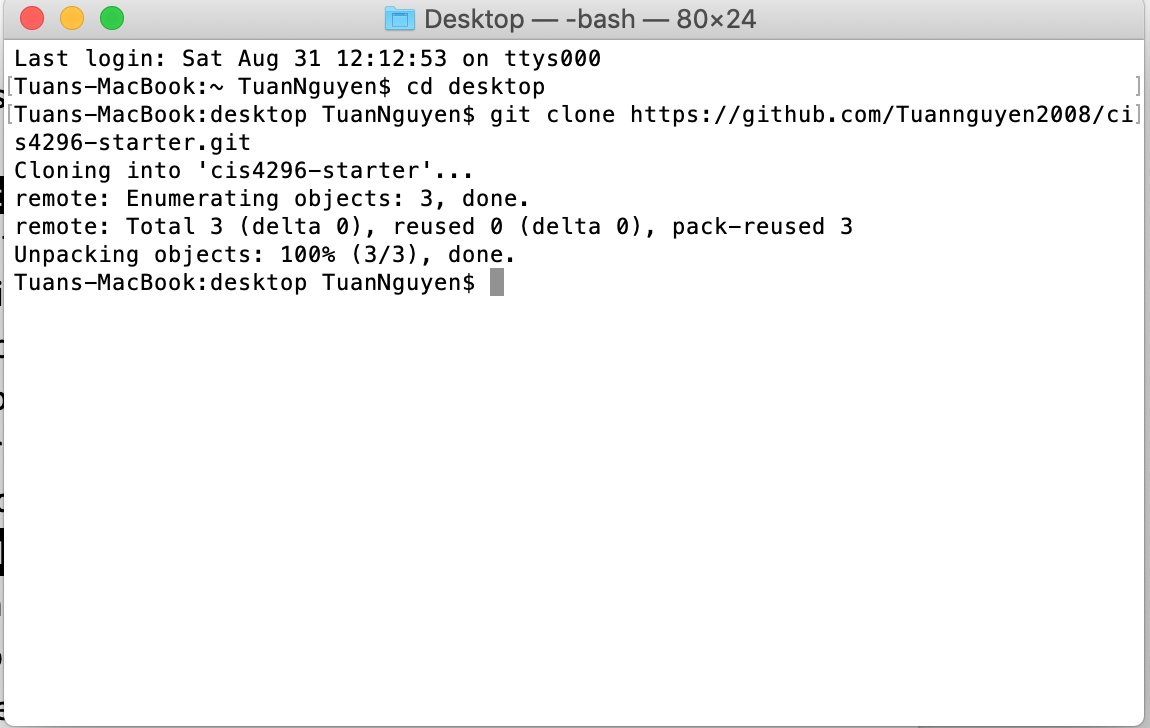 Desktop — -bash — 80×24
Last login: Sat Aug 31 12:12:53 on ttys000
[Tuans-MacBook:~ TuanNguyen$ cd desktop ]
[Tuans-MacBook:desktop TuanNguyen$ git clone https://github.com/Tuannguyen2008/ci]
s4296-starter.git
Cloning into 'cis4296-starter'...
remote: Enumerating objects: 3, done.
remote: Total 3 (delta 0), reused 0 (delta 0), pack-reused 3
Unpacking objects: 100% (3/3), done.
Tuans-MacBook:desktop TuanNguyen$